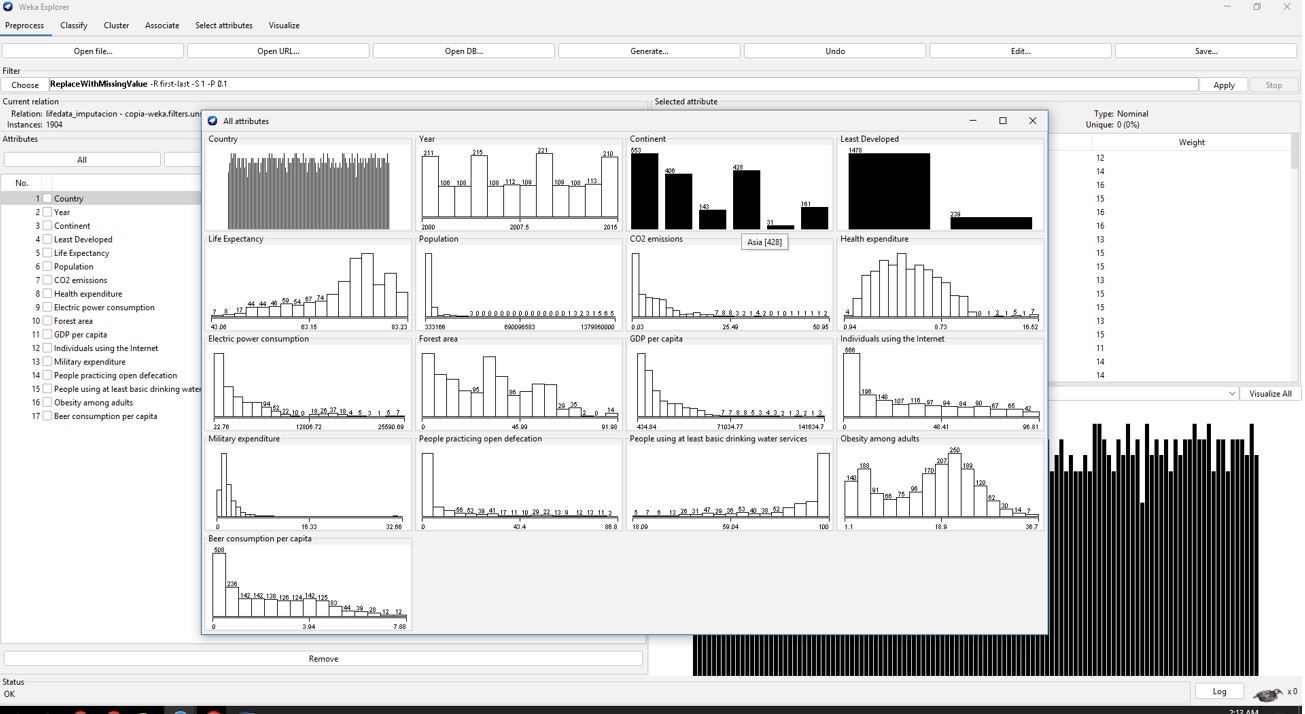 Weka Explorer
Preprocess Classify Cluster Associate Select attributes Visualize
Open file... Open URL... Open DB... Generate... Undo Edit... Save...
Filter
Choose ReplaceWithMissingValue -R first-last -S 1 -P 0.1 Apply Stop
Current relation
Relation: lifedata_imputacion - copia-weka.filters.uns
Instances: 1904
Attributes
All
No.
1 Country
2 Year
3 Continent
4 Least Developed
5 Life Expectancy
6 Population
7 CO2 emissions
8 Health expenditure
9 Electric power consumption
10 Forest area
11 GDP per capita
12 Individuals using the Internet
13 Military expenditure
14 People practicing open defecation
15 People using at least basic drinking water
16 Obesity among adults
17 Beer consumption per capita
Remove
Status
OK
Log x 0
Selected attribute
Type: Nominal
Unique: 0 (0%)
Weight
12
14
16
15
16
16
13
15
15
13
15
15
13
15
11
14
14
Visualize All
All attributes
Country Year Continent Least Developed
211 106 108 215 108 112 109 221 109 108 113 210
2000 2007.5 2015
553 406 143 428 31 161
1478 239
Asia [428]
Life Expectancy Population CO2 emissions Health expenditure
7 8 17 44 44 46 59 54 67 74
43.06 63.15 83.23
3 0 0 0 0 0 0 0 0 0 0 0 1 6 5
333166 690096583 1379860000
7 8 8 3 2 1 4 2 0 0 1 1 1 1 2
0.03 25.49 50.95
4 0 1 2 1 5 1 7
0.94 8.73 16.52
Electric power consumption Forest area GDP per capita Individuals using the Internet
94 52 22 10 0 18 26 37 18 4 5 3 1 5 7
22.76 12806.72 25590.69
95 86 29 35 2 0 14
0 45.99 91.98
7 7 8 8 5 3 4 2 1 3 2 1 3
434.84 71034.77 141634.7
566 196 148 107 116 97 94 84 90 67 65 42
0 48.41 96.81
Military expenditure People practicing open defecation People using at least basic drinking water services Obesity among adults
0 16.33 32.66
56 52 39 41 17 11 10 29 22 13 9 12 13 11 2
0 43.4 86.8
5 7 6 13 26 31 47 29 36 53 40 38 52
18.09 59.04 100
140 188 91 66 75 96 170 207 250 189 120 62 30 14 7
1.1 18.9 36.7
Beer consumption per capita
508 236 142 142 138 126 124 142 125 83 44 39 28 12 12
0 3.94 7.88
2:13 AM